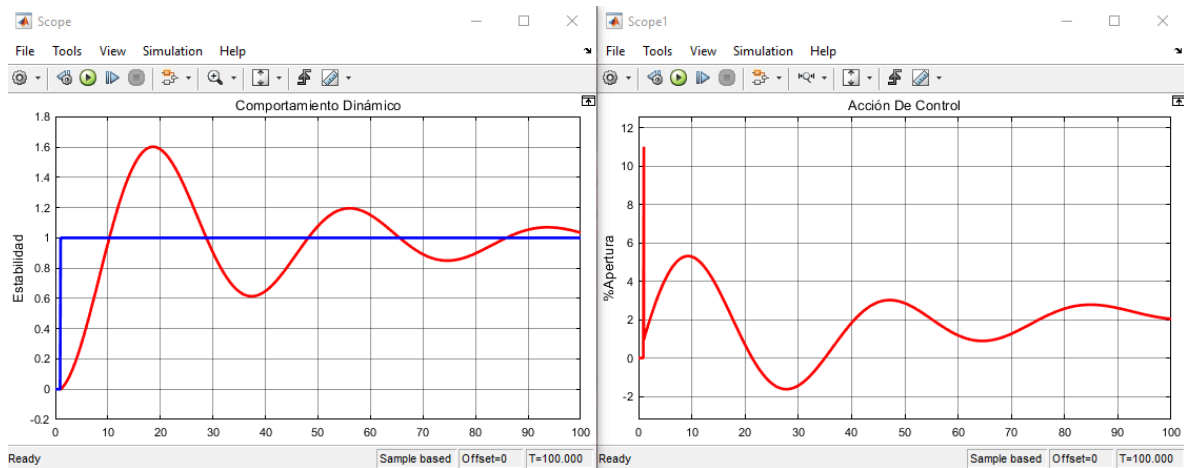 Scope
File Tools View Simulation Help
Comportamiento Dinámico
Estabilidad
1.8
1.6
1.4
1.2
1
0.8
0.6
0.4
0.2
0
-0.2
0 10 20 30 40 50 60 70 80 90 100
Ready Sample based Offset=0 T=100.000
Scope1
File Tools View Simulation Help
Acción De Control
%Apertura
12
10
8
6
4
2
0
-2
0 10 20 30 40 50 60 70 80 90 100
Ready Sample based Offset=0 T=100.000